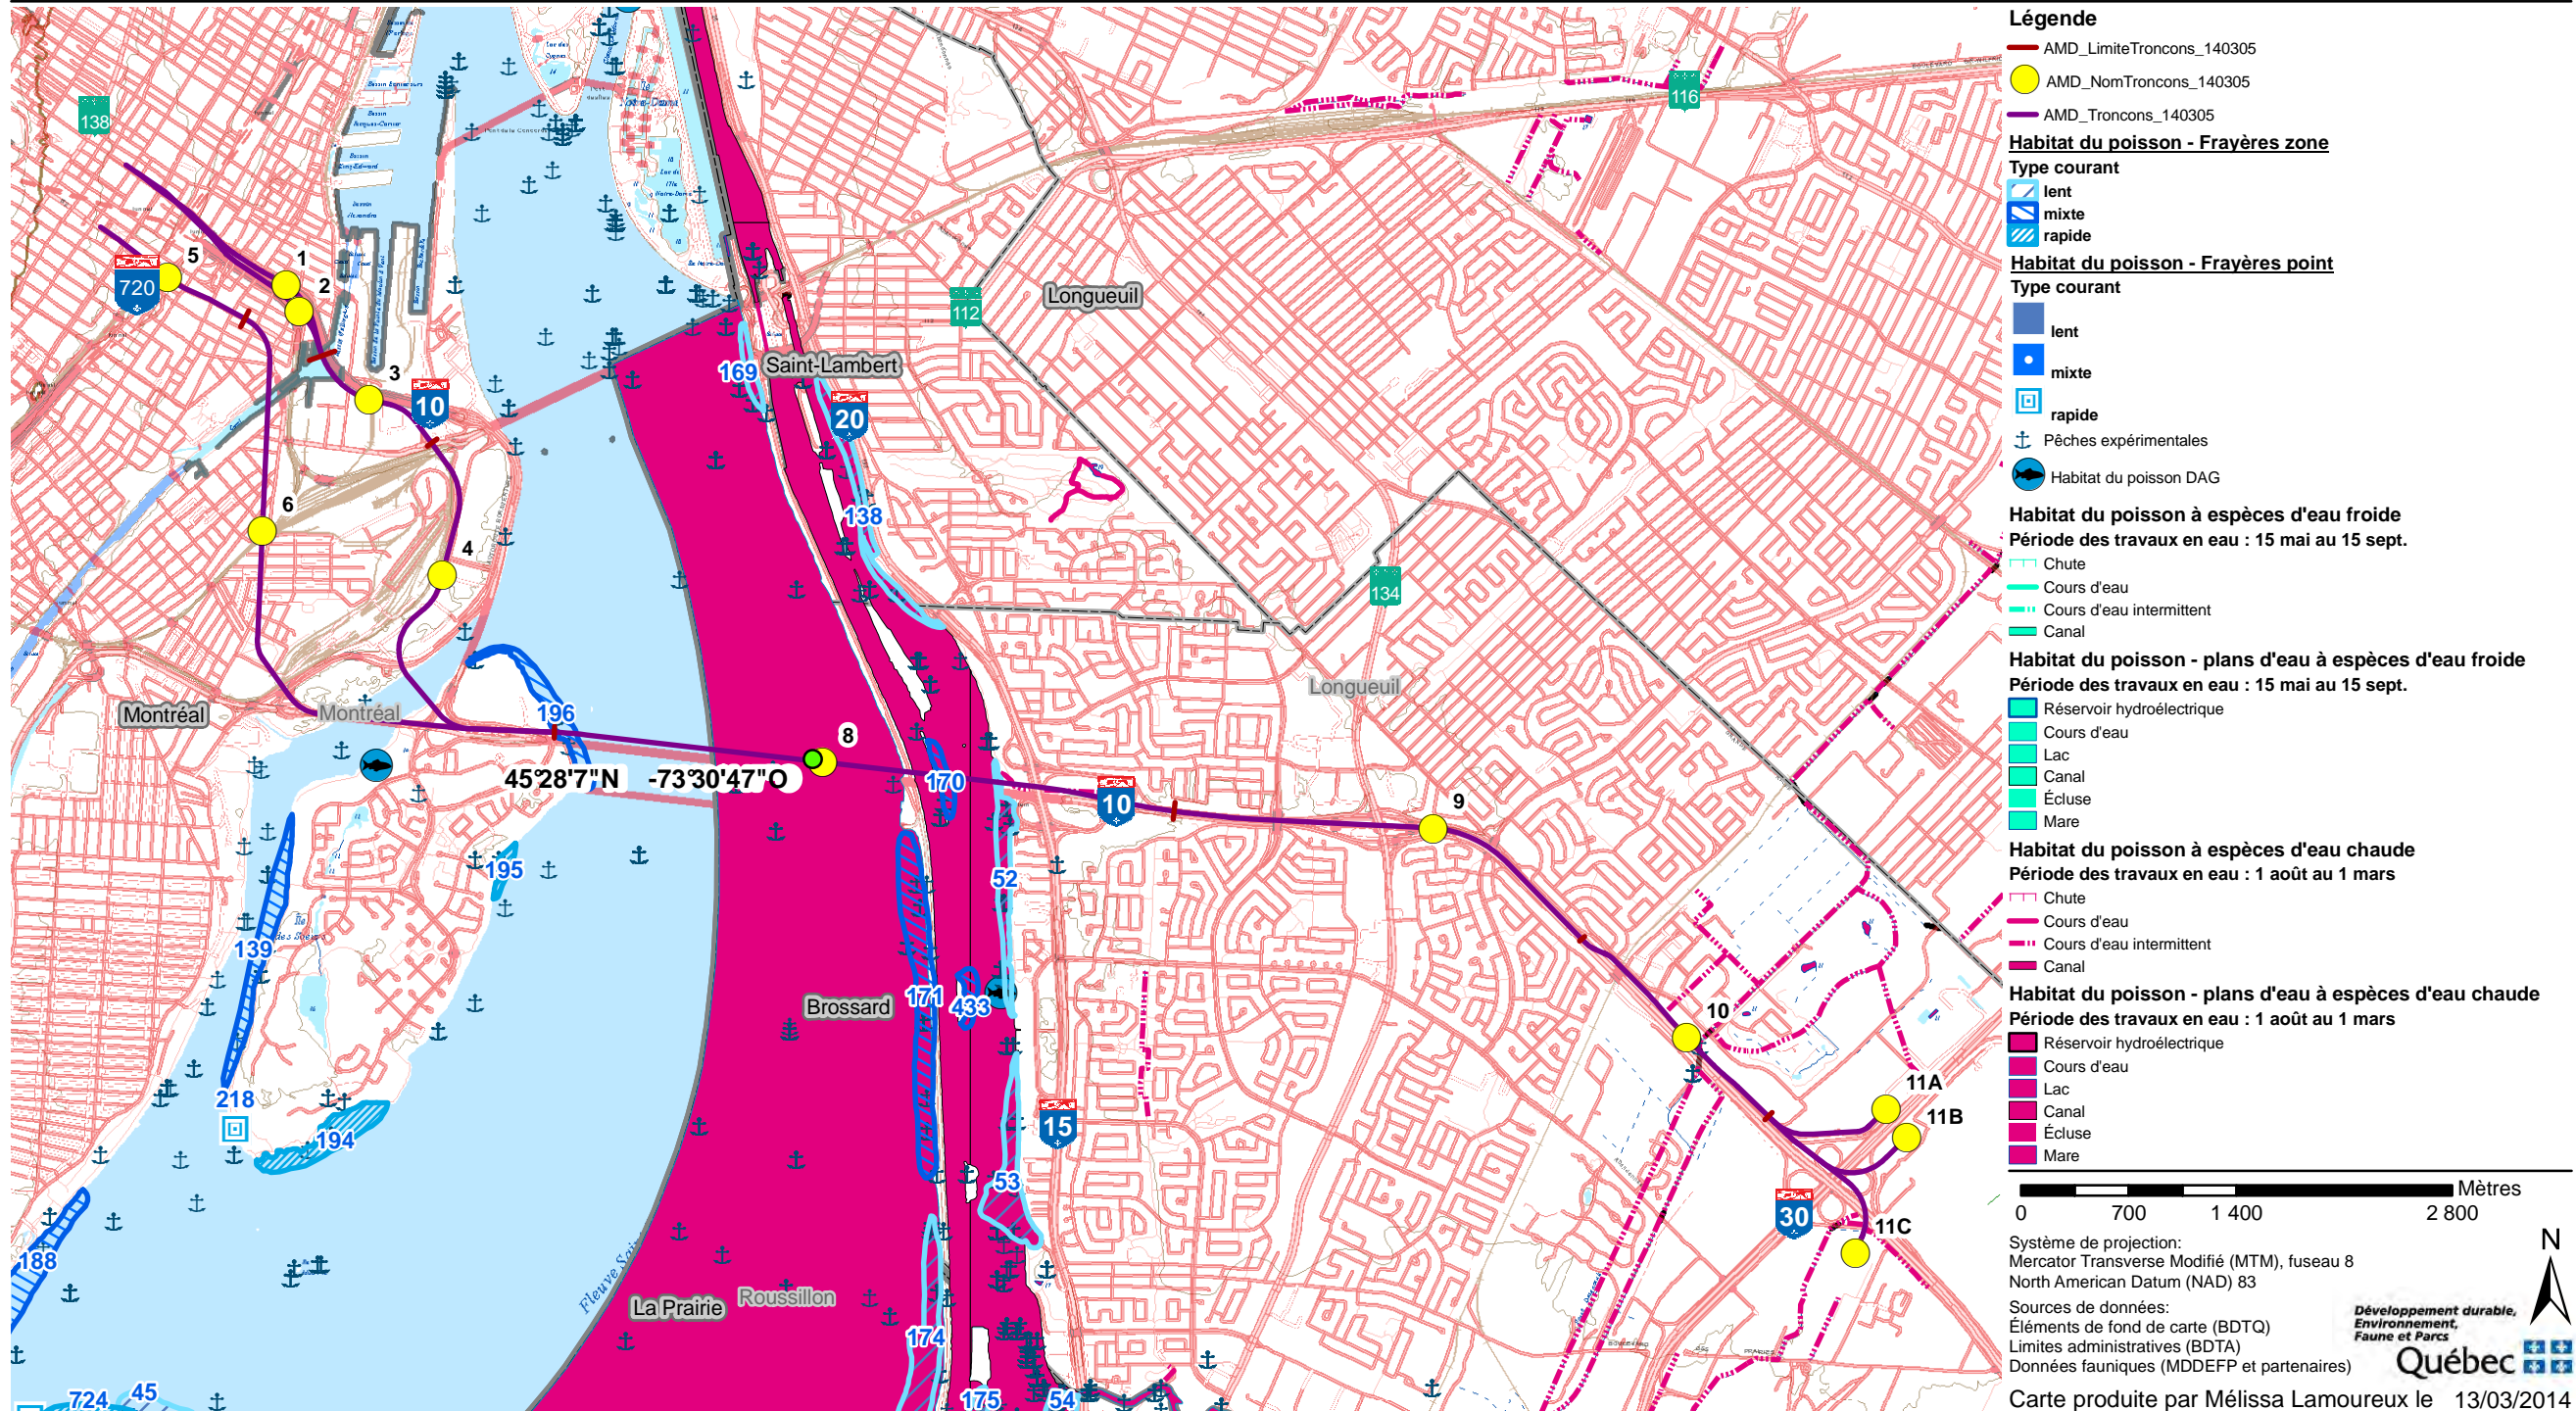 138
116
5
1
2
720
Longueuil
112
3
10
Saint-Lambert
169
20
138
6
4
134
Longueuil
Montréal
Montréal
196
8
45°28'7"N -73°30'47"O
170
10
9
52
195
139
Île
des Soeurs
171
433
Brossard
10
218
194
15
11A
11B
53
30
11C
188
Fleuve Sai
La Prairie
Roussillon
174
724
45
175
54
Légende
AMD_LimiteTroncons_140305
AMD_NomTroncons_140305
AMD_Troncons_140305
Habitat du poisson - Frayères zone
Type courant
lent
mixte
rapide
Habitat du poisson - Frayères point
Type courant
lent
mixte
rapide
Pêches expérimentales
Habitat du poisson DAG
Habitat du poisson à espèces d'eau froide
Période des travaux en eau : 15 mai au 15 sept.
Chute
Cours d'eau
Cours d'eau intermittent
Canal
Habitat du poisson - plans d'eau à espèces d'eau froide
Période des travaux en eau : 15 mai au 15 sept.
Réservoir hydroélectrique
Cours d'eau
Lac
Canal
Écluse
Mare
Habitat du poisson à espèces d'eau chaude
Période des travaux en eau : 1 août au 1 mars
Chute
Cours d'eau
Cours d'eau intermittent
Canal
Habitat du poisson - plans d'eau à espèces d'eau chaude
Période des travaux en eau : 1 août au 1 mars
Réservoir hydroélectrique
Cours d'eau
Lac
Canal
Écluse
Mare
Mètres
0 700 1 400 2 800
N
Système de projection:
Mercator Transverse Modifié (MTM), fuseau 8
North American Datum (NAD) 83
Sources de données:
Éléments de fond de carte (BDTQ)
Limites administratives (BDTA)
Données fauniques (MDDEFP et partenaires)
Développement durable,
Environnement,
Faune et Parcs
Québec
Carte produite par Mélissa Lamoureux le 13/03/2014